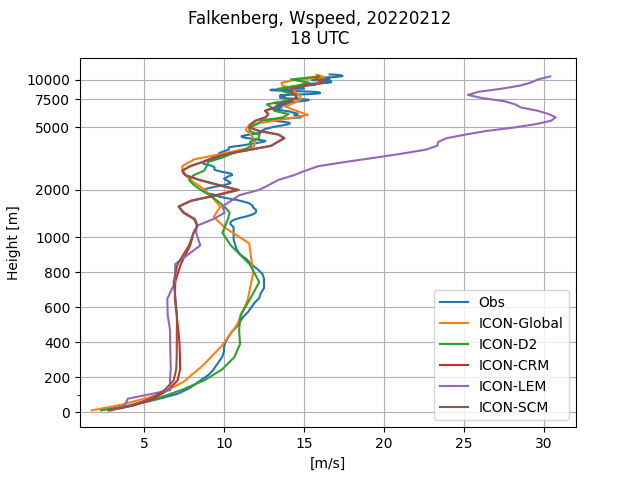 Falkenberg, Wspeed, 20220212
18 UTC
Height [m]
10000
7500
5000
2000
1000
800
600
400
200
0
5
10
15
20
25
30
[m/s]
Obs
ICON-Global
ICON-D2
ICON-CRM
ICON-LEM
ICON-SCM